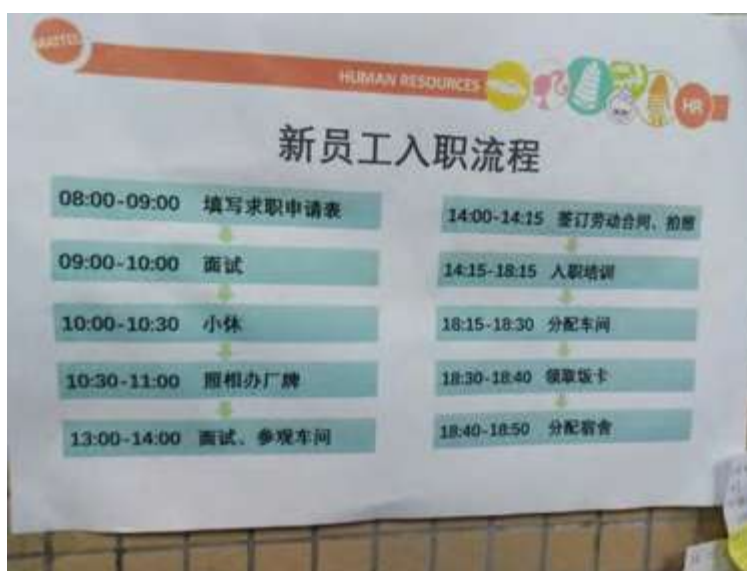 MATTEL
HUMAN RESOURCES
HR
新员工入职流程
08:00-09:00 填写求职申请表
09:00-10:00 面试
10:00-10:30 小休
10:30-11:00 照相办厂牌
13:00-14:00 面试、参观车间
14:00-14:15 签订劳动合同、拍照
14:15-18:15 入职培训
18:15-18:30 分配车间
18:30-18:40 领取饭卡
18:40-18:50 分配宿舍